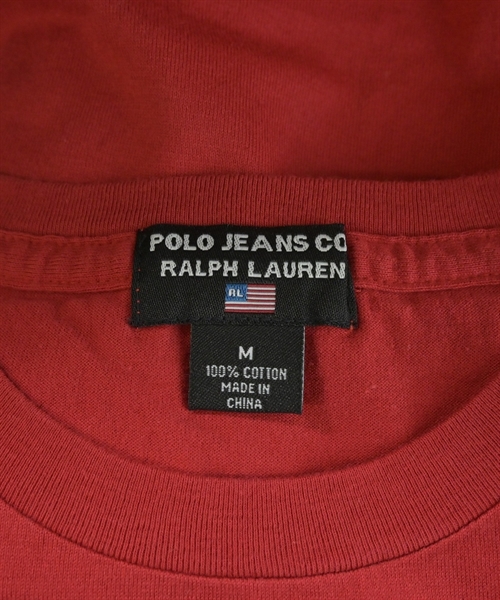 POLO JEANS CO
RALPH LAUREN
RL
M
100% COTTON
MADE IN
CHINA